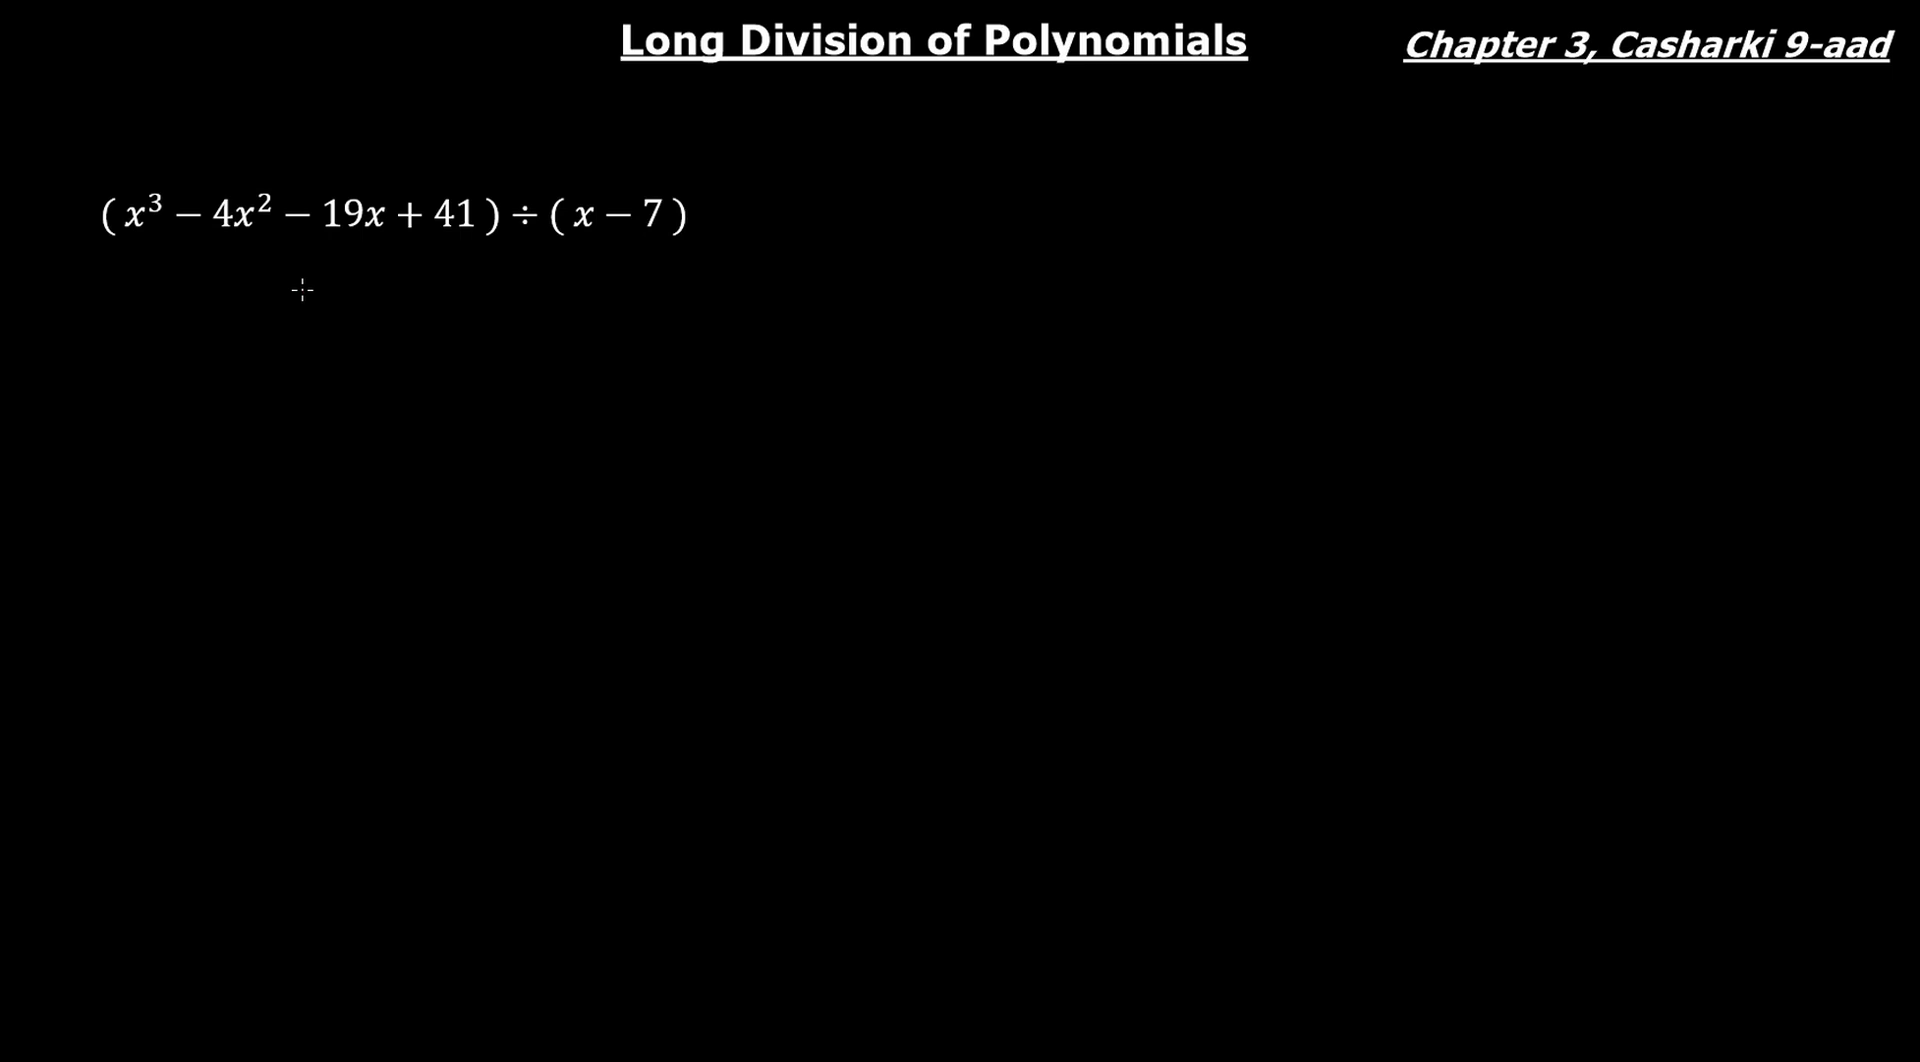 Long Division of Polynomials
Chapter 3, Casharki 9-aad
( x³ − 4x² − 19x + 41 ) ÷ ( x − 7 )